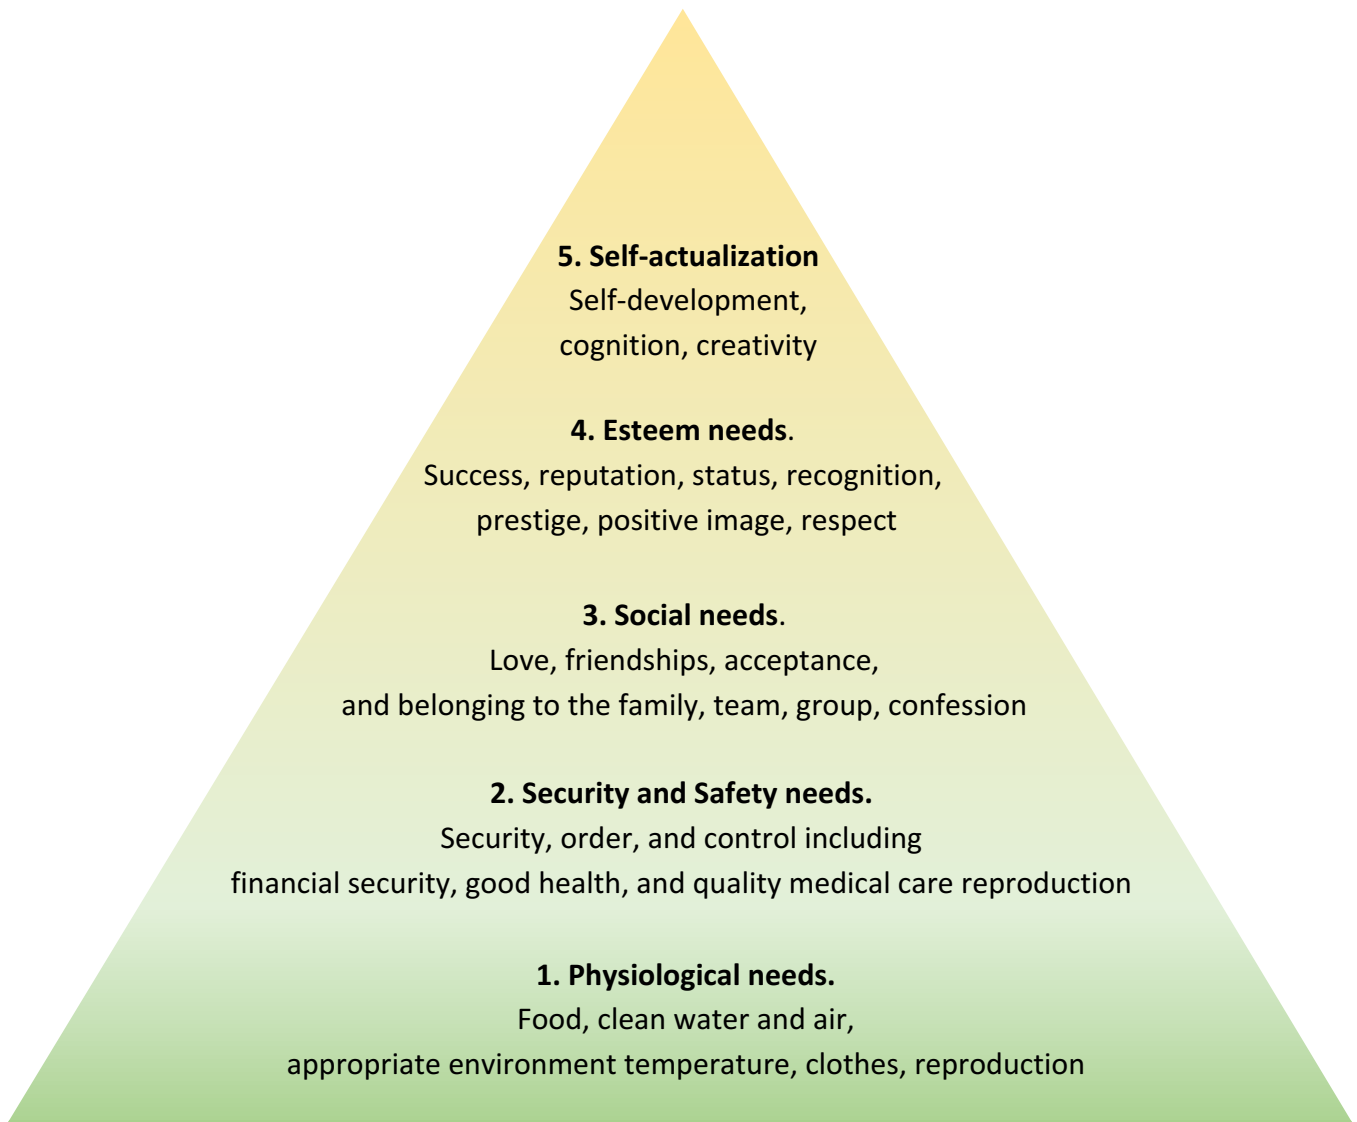 5. Self-actualization
Self-development,
cognition, creativity
4. Esteem needs.
Success, reputation, status, recognition,
prestige, positive image, respect
3. Social needs.
Love, friendships, acceptance,
and belonging to the family, team, group, confession
2. Security and Safety needs.
Security, order, and control including
financial security, good health, and quality medical care reproduction
1. Physiological needs.
Food, clean water and air,
appropriate environment temperature, clothes, reproduction